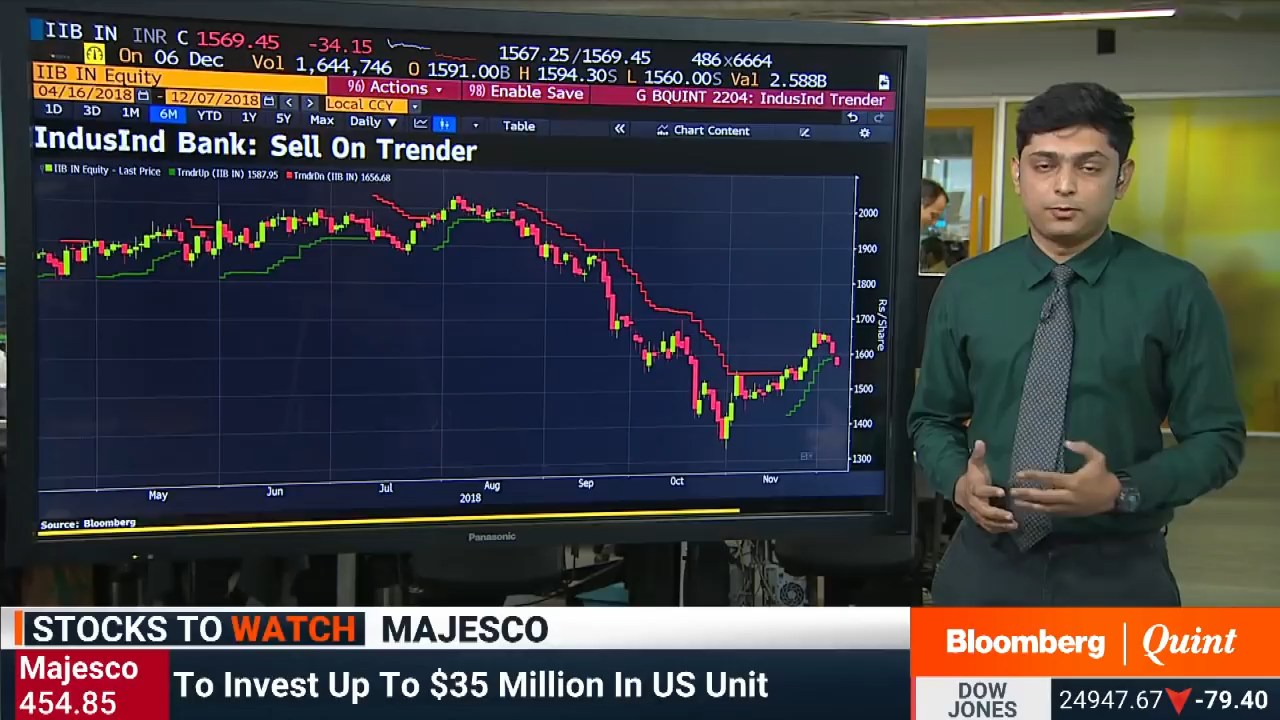 IIB IN INR C 1569.45 -34.15 1567.25/1569.45 486x6664
On 06 Dec Vol 1,644,746 O 1591.00B H 1594.30S L 1560.00S Val 2.588B
IIB IN Equity 96) Actions 98) Enable Save G BQUINT 2204: IndusInd Trender
04/16/2018 - 12/07/2018 Local CCY
1D 3D 1M 6M YTD 1Y 5Y Max Daily ▼ Table « Chart Content
IndusInd Bank: Sell On Trender
IIB IN Equity - Last Price TrndrUp (IIB IN) 1587.95 TrndrDn (IIB IN) 1656.68
2000
1900
1800
1700
1600
1500
1400
1300
Rs/Share
May Jun Jul Aug Sep Oct Nov
2018
Source: Bloomberg
Panasonic
STOCKS TO WATCH MAJESCO
Majesco
454.85
To Invest Up To $35 Million In US Unit
Bloomberg | Quint
DOW
JONES
24947.67 -79.40